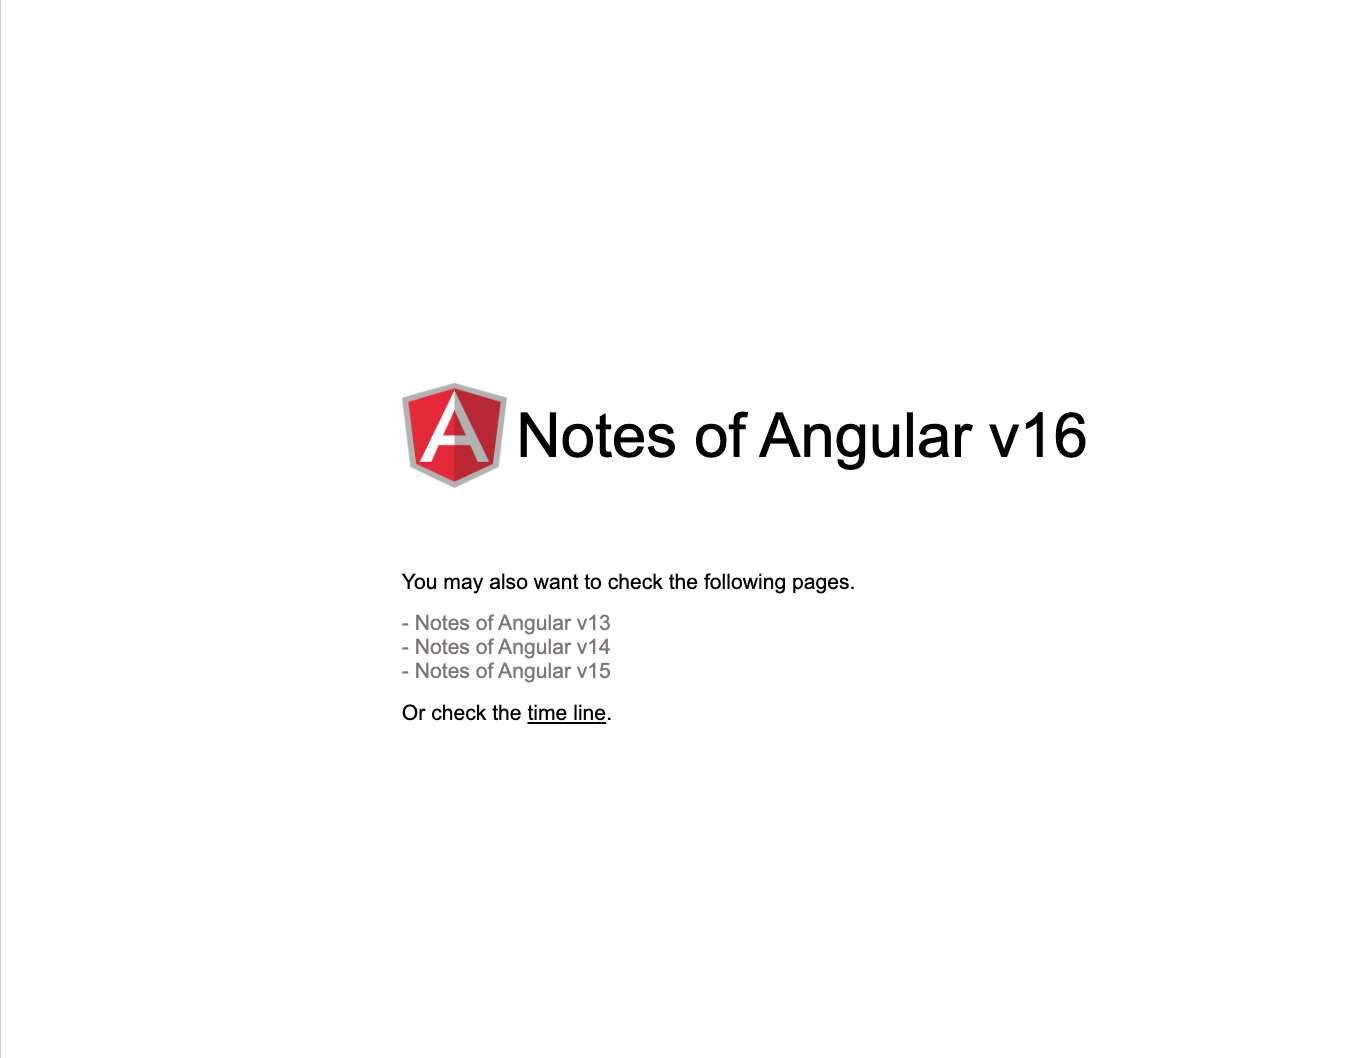 Notes of Angular v16
You may also want to check the following pages.
- Notes of Angular v13
- Notes of Angular v14
- Notes of Angular v15
Or check the time line.